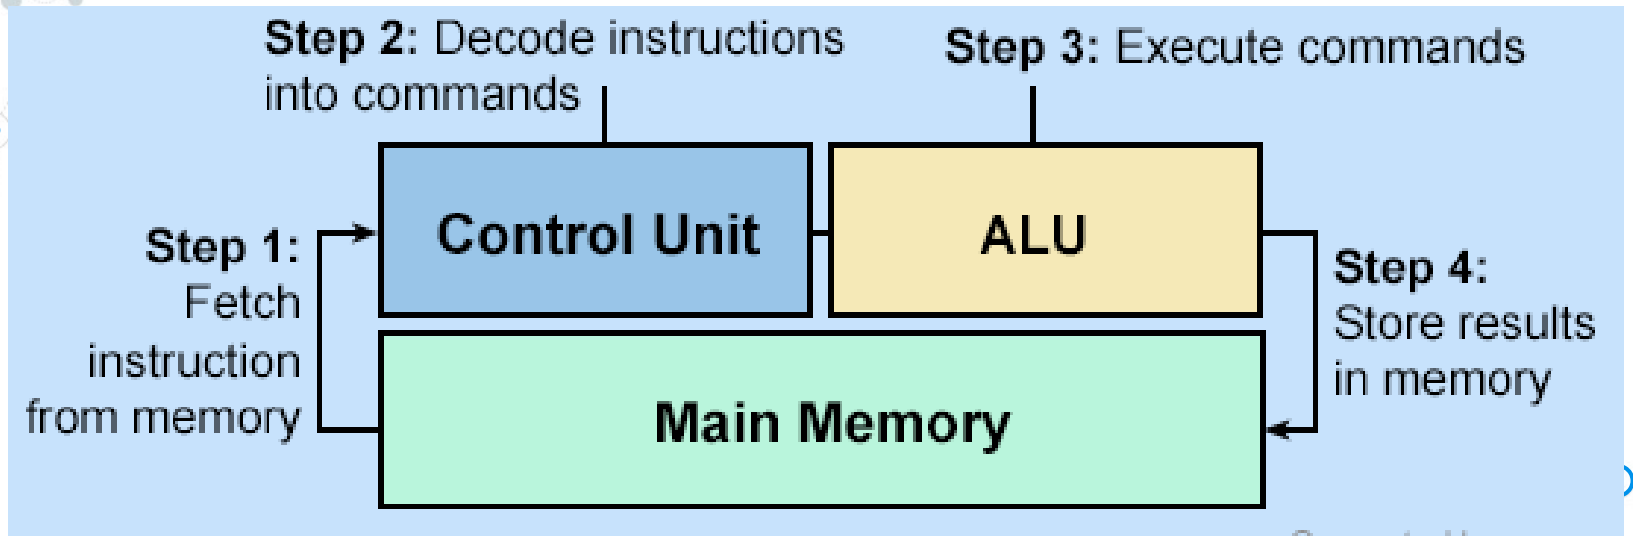 Step 2: Decode instructions
into commands
Step 3: Execute commands
Control Unit
ALU
Step 1:
Fetch
instruction
from memory
Step 4:
Store results
in memory
Main Memory